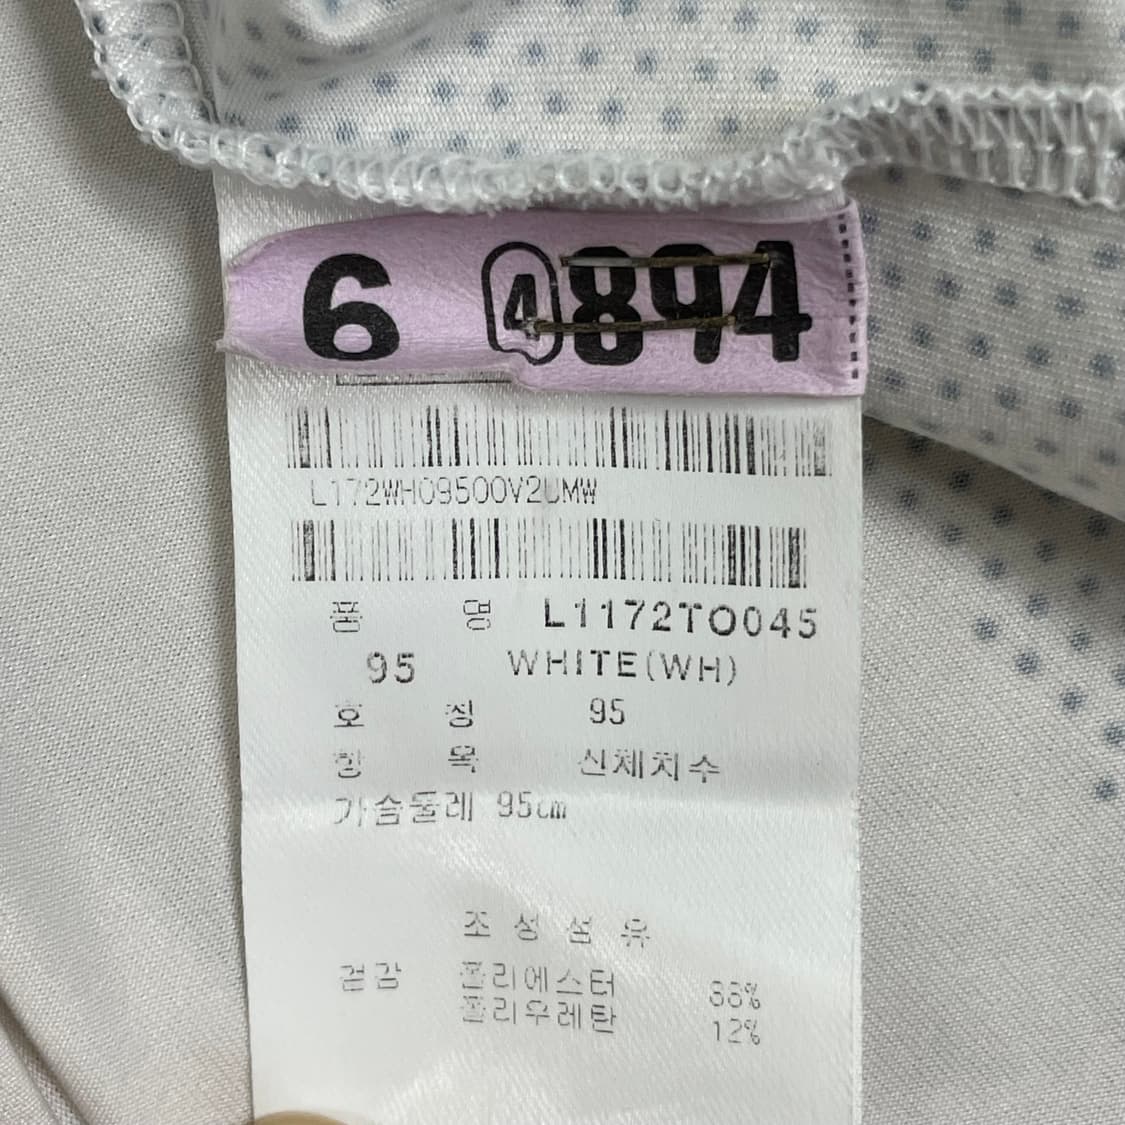 6 ④894
L172WH09500V2UMW
품 명 L1172TO045
95 WHITE(WH)
호 칭 95
항 목 신체치수
가슴둘레 95cm
조 성 섬 유
겉감 폴리에스터 88%
폴리우레탄 12%